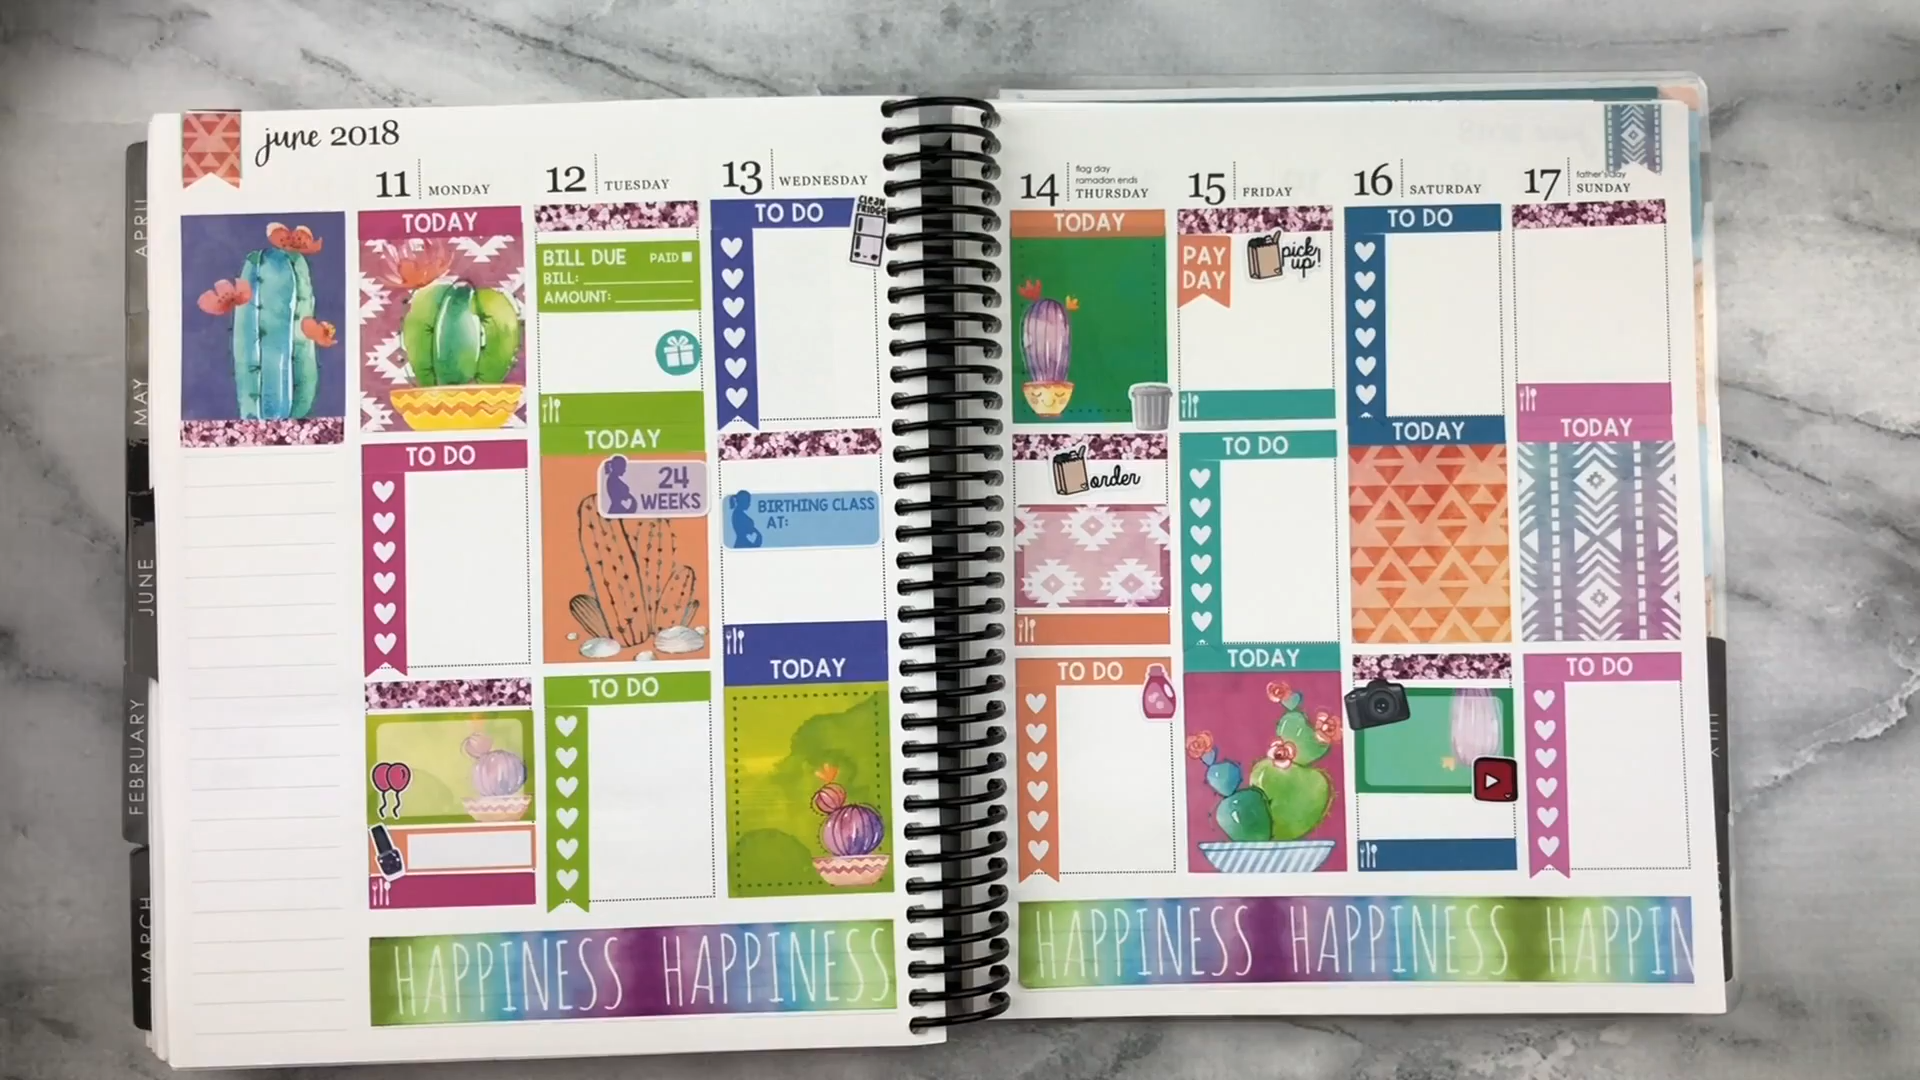 june 2018
11 MONDAY
TODAY
TO DO
12 TUESDAY
BILL DUE PAID
BILL:
AMOUNT:
TODAY
24
WEEKS
TO DO
13 WEDNESDAY
TO DO
CLEAN
FRIDGE
BIRTHING CLASS
AT:
TODAY
HAPPINESS HAPPINESS
14 THURSDAY
flag day
ramadan ends
TODAY
order
TO DO
15 FRIDAY
PAY
DAY
pick
up!
TO DO
TODAY
16 SATURDAY
TO DO
TODAY
17 SUNDAY
father's day
TODAY
TO DO
HAPPINESS HAPPINESS HAPPIN
APRIL
MAY
JUNE
FEBRUARY
MARCH